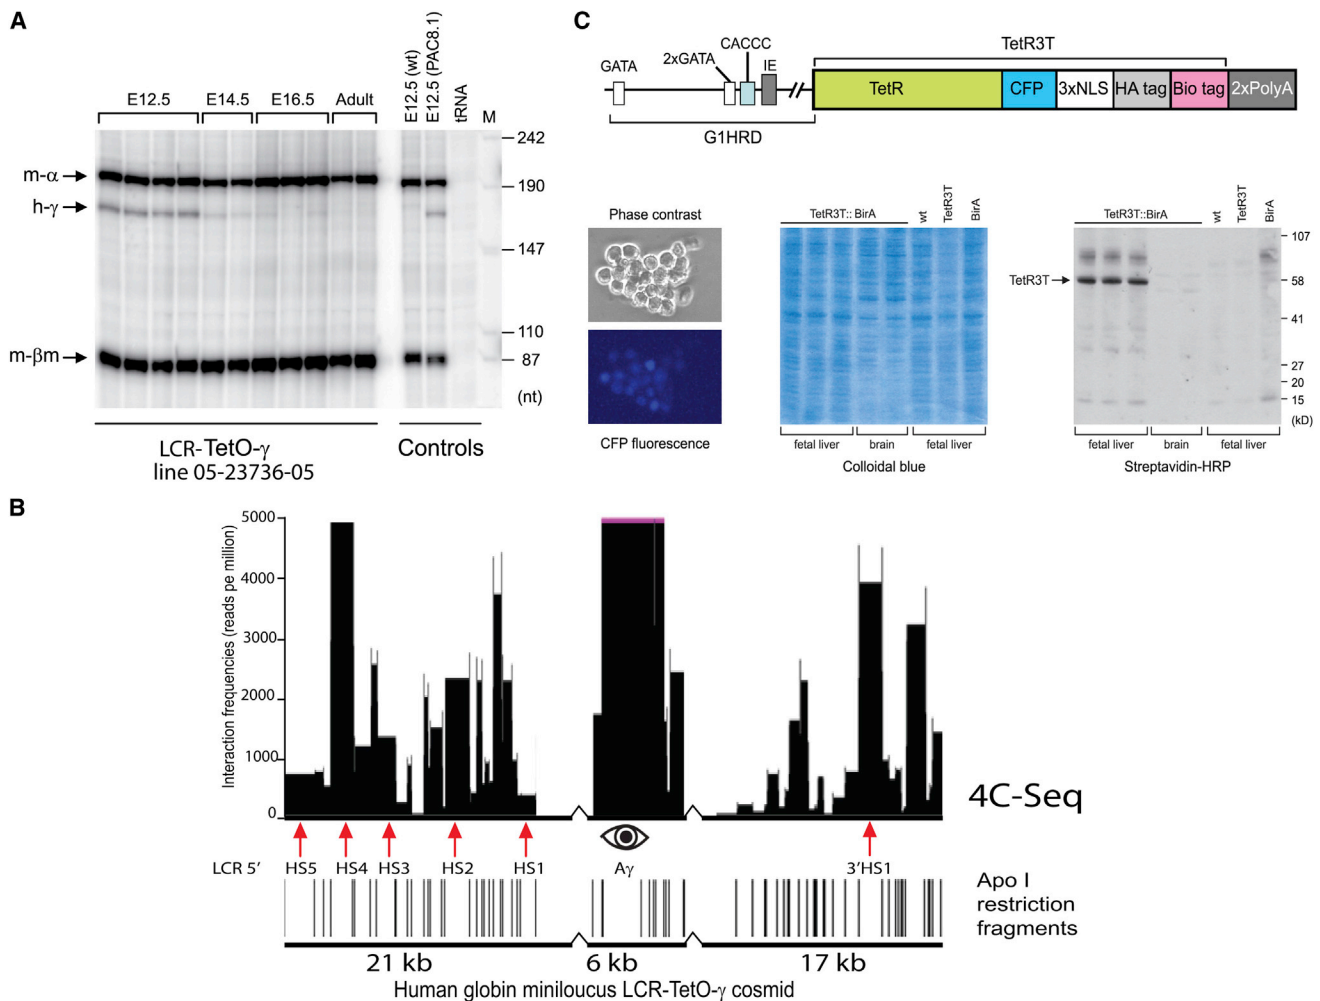 A
E12.5 E14.5 E16.5 Adult
E12.5 (wt)
E12.5 (PAC8.1)
tRNA
M
m-α
h-γ
m-βm
242
190
147
110
87
(nt)
LCR-TetO-γ
line 05-23736-05
Controls
C
TetR3T
GATA
2xGATA
CACCC
IE
TetR CFP 3xNLS HA tag Bio tag 2xPolyA
G1HRD
Phase contrast
CFP fluorescence
TetR3T::BirA
wt
TetR3T
BirA
fetal liver brain fetal liver
Colloidal blue
TetR3T::BirA
wt
TetR3T
BirA
TetR3T
107
58
41
27
20
15
(kD)
fetal liver brain fetal liver
Streptavidin-HRP
B
Interaction frequencies (reads pe million)
5000
4000
3000
2000
1000
0
4C-Seq
LCR 5' HS5 HS4 HS3 HS2 HS1 Aγ 3'HS1
Apo I
restriction
fragments
21 kb 6 kb 17 kb
Human globin miniloucus LCR-TetO-γ cosmid